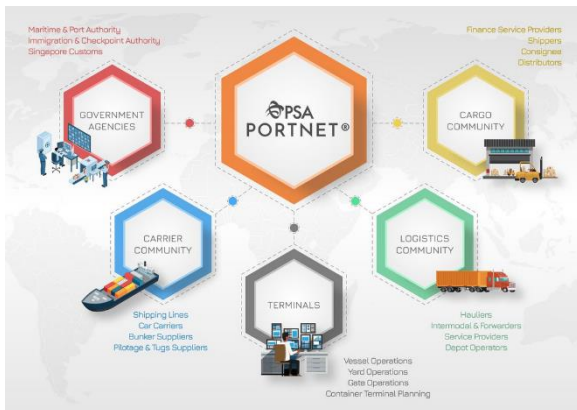 Maritime & Port Authority
Immigration & Checkpoint Authority
Singapore Customs
GOVERNMENT
AGENCIES
PSA
PORTNET®
Finance Service Providers
Shippers
Consignee
Distributors
CARGO
COMMUNITY
CARRIER
COMMUNITY
Shipping Lines
Car Carriers
Bunker Suppliers
Pilotage & Tugs Suppliers
TERMINALS
Vessel Operations
Yard Operations
Gate Operations
Container Terminal Planning
LOGISTICS
COMMUNITY
Hauliers
Intermodal & Forwarders
Service Providers
Depot Operators